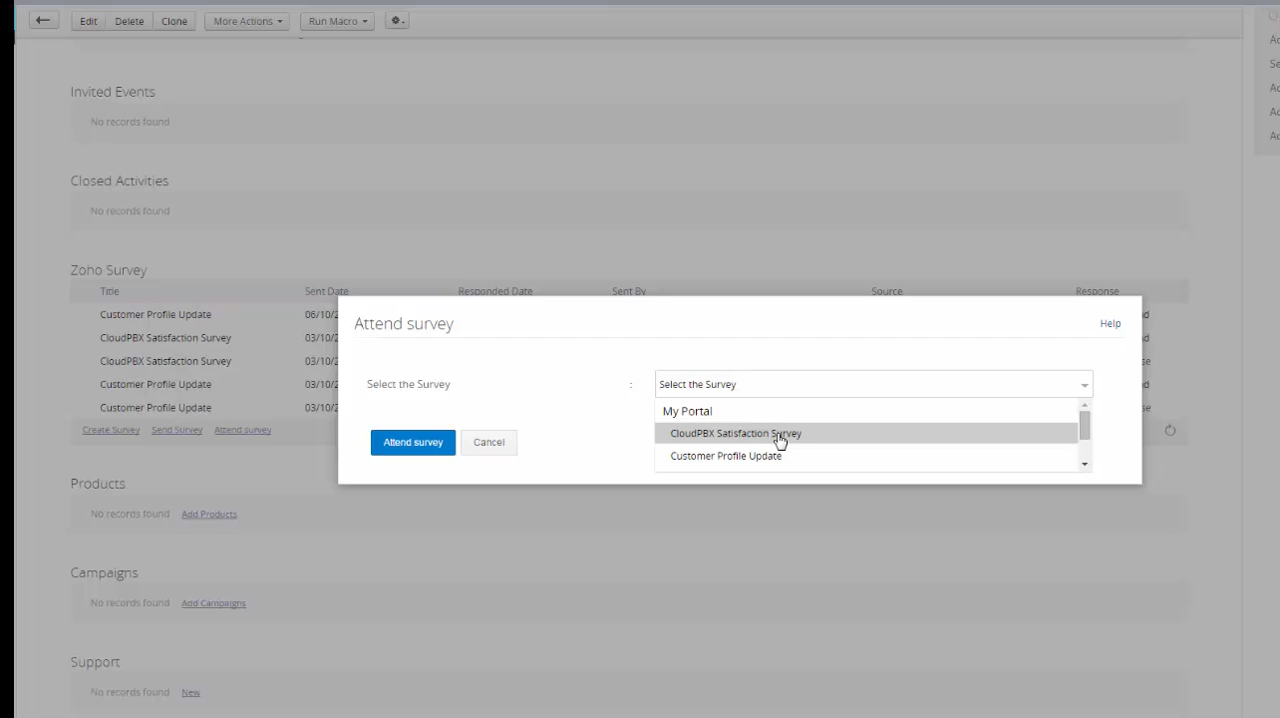 Edit Delete Clone More Actions Run Macro
Invited Events
No records found
Closed Activities
No records found
Zoho Survey
Title Sent Date Responded Date Sent By Source Response
Customer Profile Update 06/10/2
CloudPBX Satisfaction Survey 03/10/2
CloudPBX Satisfaction Survey 03/10/2
Customer Profile Update 03/10/2
Customer Profile Update 03/10/2
Create Survey Send Survey Attend survey
Attend survey Help
Select the Survey : Select the Survey
My Portal
CloudPBX Satisfaction Survey
Customer Profile Update
Attend survey Cancel
Products
No records found Add Products
Campaigns
No records found Add Campaigns
Support
No records found New